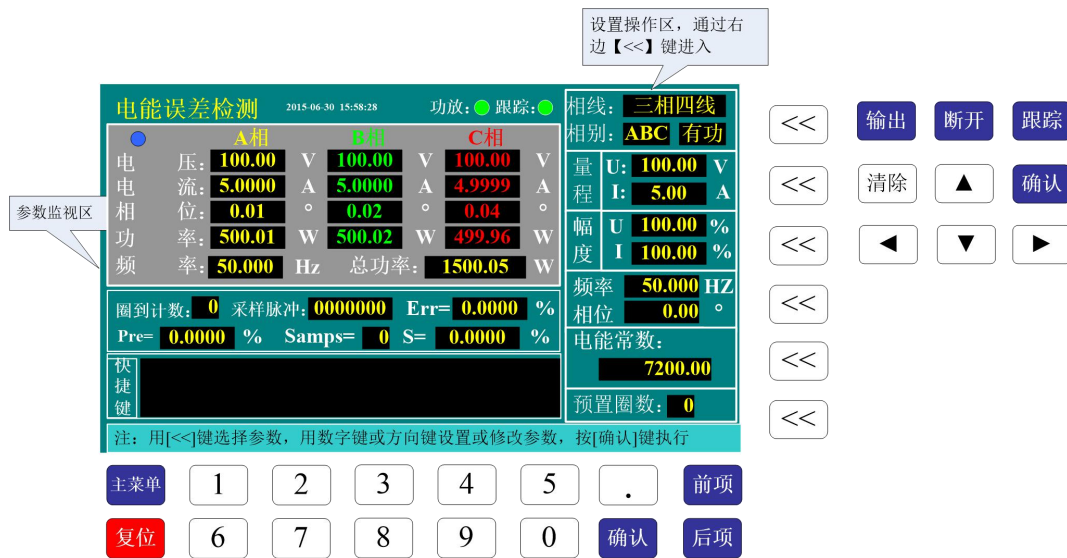 设置操作区，通过右
边【<<】键进入
参数监视区
电能误差检测 2015-06-30 15:58:28 功放: 跟踪:
A相 B相 C相
电 压: 100.00 V 100.00 V 100.00 V
电 流: 5.0000 A 5.0000 A 4.9999 A
相 位: 0.01 ° 0.02 ° 0.04 °
功 率: 500.01 W 500.02 W 499.96 W
频 率: 50.000 Hz 总功率: 1500.05 W
圈到计数: 0 采样脉冲: 0000000 Err= 0.0000 %
Pre= 0.0000 % Samps= 0 S= 0.0000 %
快捷键
注: 用[<<]键选择参数，用数字键或方向键设置或修改参数，按[确认]键执行
相线: 三相四线
相别: ABC 有功
量程 U: 100.00 V
I: 5.00 A
幅度 U 100.00 %
I 100.00 %
频率 50.000 HZ
相位 0.00 °
电能常数:
7200.00
预置圈数: 0
<<
<<
<<
<<
<<
<<
输出 断开 跟踪
清除 ▲ 确认
◀ ▼ ▶
主菜单 1 2 3 4 5 . 前项
复位 6 7 8 9 0 确认 后项